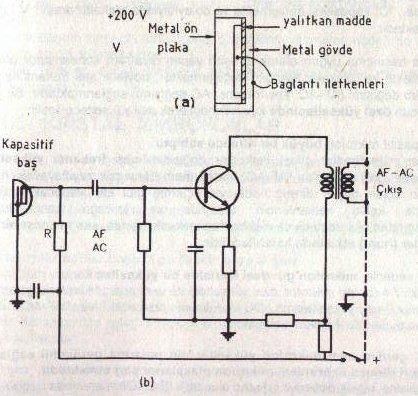 +200 V
V
Metal ön
plaka
yalıtkan madde
Metal gövde
Bağlantı iletkenleri
(a)
Kapasitif
baş
R
AF
AC
AF-AC
Çıkış
+
(b)